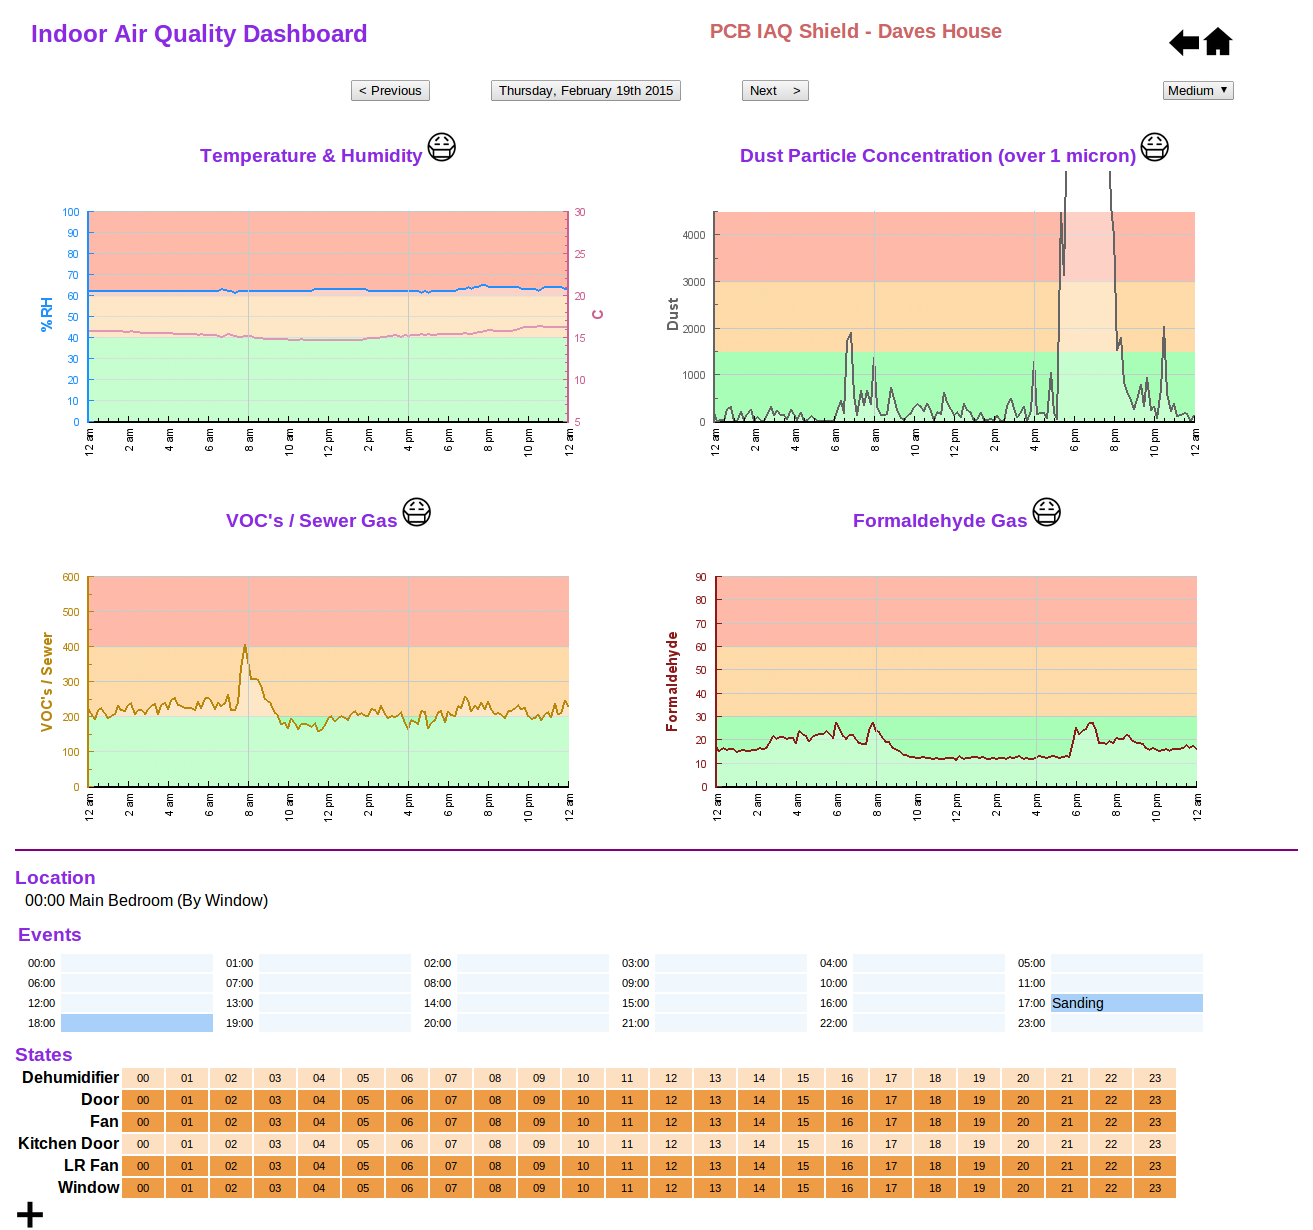 Indoor Air Quality Dashboard
PCB IAQ Shield - Daves House
< Previous
Thursday, February 19th 2015
Next >
Medium ▼
Temperature & Humidity
100
90
80
70
60
50
40
30
20
10
0
%RH
30
25
20
15
10
5
C
12 am 2 am 4 am 6 am 8 am 10 am 12 pm 2 pm 4 pm 6 pm 8 pm 10 pm 12 am
Dust Particle Concentration (over 1 micron)
4000
3000
2000
1000
0
Dust
12 am 2 am 4 am 6 am 8 am 10 am 12 pm 2 pm 4 pm 6 pm 8 pm 10 pm 12 am
VOC's / Sewer Gas
600
500
400
300
200
100
0
VOC's / Sewer
12 am 2 am 4 am 6 am 8 am 10 am 12 pm 2 pm 4 pm 6 pm 8 pm 10 pm 12 am
Formaldehyde Gas
90
80
70
60
50
40
30
20
10
0
Formaldehyde
12 am 2 am 4 am 6 am 8 am 10 am 12 pm 2 pm 4 pm 6 pm 8 pm 10 pm 12 am
Location
00:00 Main Bedroom (By Window)
Events
00:00 01:00 02:00 03:00 04:00 05:00
06:00 07:00 08:00 09:00 10:00 11:00
12:00 13:00 14:00 15:00 16:00 17:00 Sanding
18:00 19:00 20:00 21:00 22:00 23:00
States
Dehumidifier 00 01 02 03 04 05 06 07 08 09 10 11 12 13 14 15 16 17 18 19 20 21 22 23
Door 00 01 02 03 04 05 06 07 08 09 10 11 12 13 14 15 16 17 18 19 20 21 22 23
Fan 00 01 02 03 04 05 06 07 08 09 10 11 12 13 14 15 16 17 18 19 20 21 22 23
Kitchen Door 00 01 02 03 04 05 06 07 08 09 10 11 12 13 14 15 16 17 18 19 20 21 22 23
LR Fan 00 01 02 03 04 05 06 07 08 09 10 11 12 13 14 15 16 17 18 19 20 21 22 23
Window 00 01 02 03 04 05 06 07 08 09 10 11 12 13 14 15 16 17 18 19 20 21 22 23